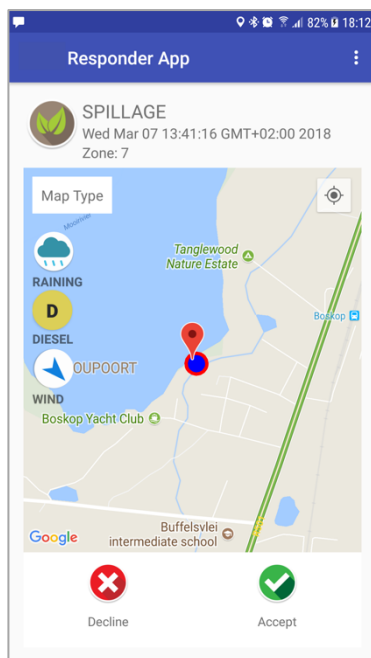 82% 18:12
Responder App
SPILLAGE
Wed Mar 07 13:41:16 GMT+02:00 2018
Zone: 7
Map Type
Mooirivier
Tanglewood
Nature Estate
RAINING
D
DIESEL
Boskop
OUPOORT
WIND
Boskop Yacht Club
Buffelsvlei
intermediate school
Google
Decline
Accept